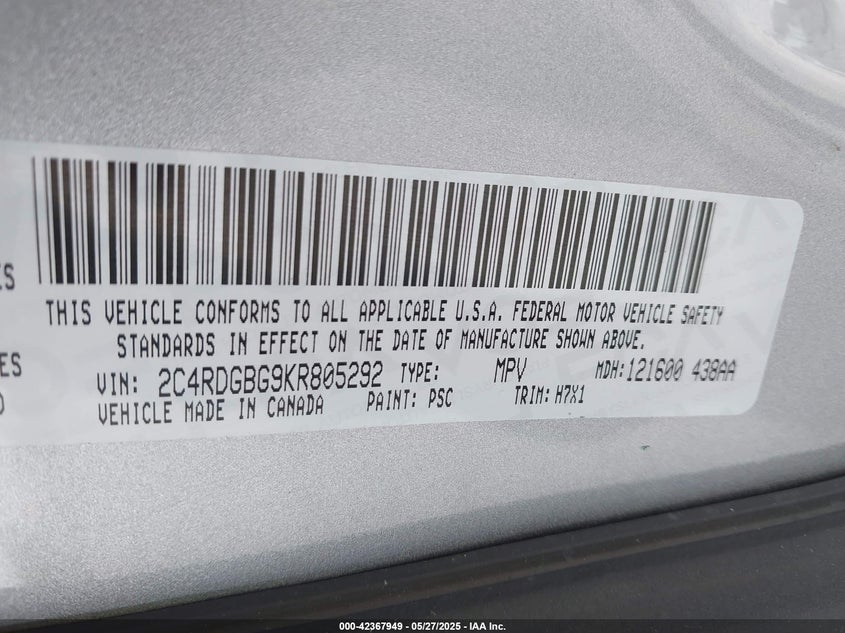 THIS VEHICLE CONFORMS TO ALL APPLICABLE U.S.A. FEDERAL MOTOR VEHICLE SAFETY
STANDARDS IN EFFECT ON THE DATE OF MANUFACTURE SHOWN ABOVE.
VIN: 2C4RDGBG9KR805292 TYPE: MPV MDH: 121600 438AA
VEHICLE MADE IN CANADA PAINT: PSC TRIM: H7X1
000-42367949 - 05/27/2025 - IAA Inc.